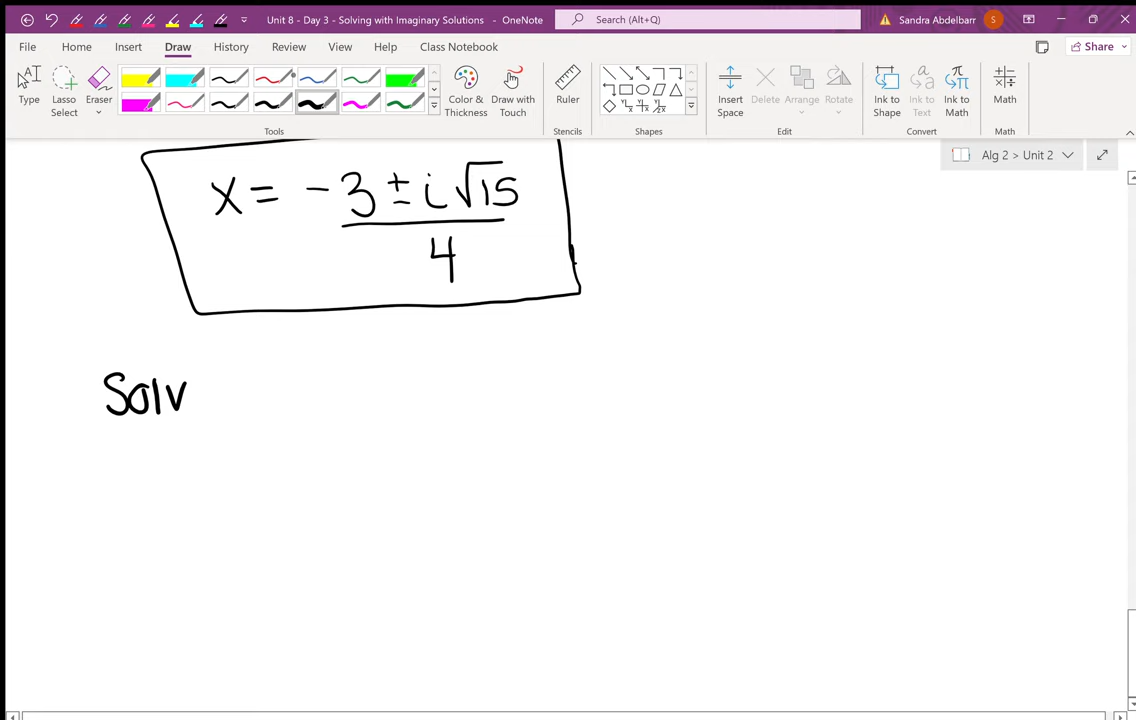 Unit 8 - Day 3 - Solving with Imaginary Solutions - OneNote
Search (Alt+Q)
Sandra Abdelbarr
S
File Home Insert Draw History Review View Help Class Notebook
Share
Type
Lasso Select
Eraser
Color & Thickness
Draw with Touch
Ruler
Insert Space
Delete
Arrange
Rotate
Ink to Shape
Ink to Text
Ink to Math
Math
Tools Stencils Shapes Edit Convert Math
Alg 2 > Unit 2
x = -3 ± i√15
4
Solv